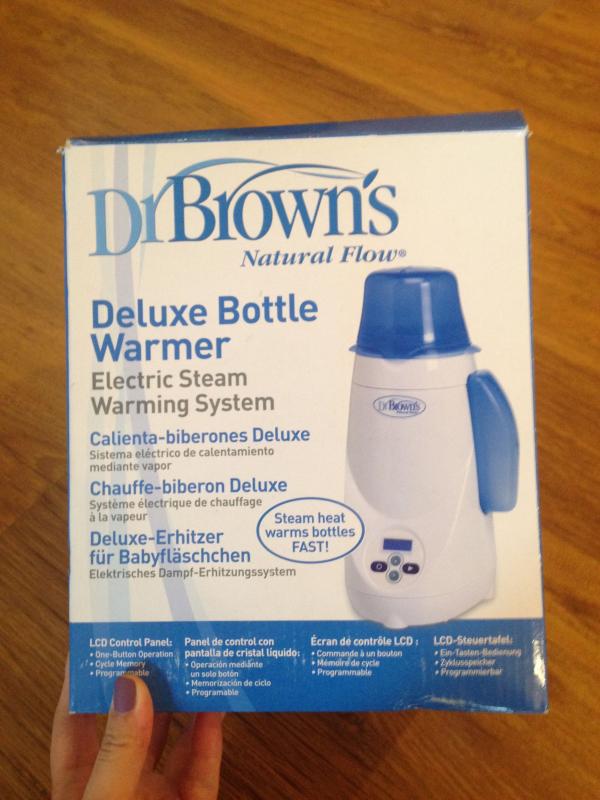 Dr Brown's
Natural Flow®
Deluxe Bottle
Warmer
Electric Steam
Warming System
Calienta-biberones Deluxe
Sistema eléctrico de calentamiento
mediante vapor
Chauffe-biberon Deluxe
Système électrique de chauffage
à la vapeur
Deluxe-Erhitzer
für Babyfläschchen
Elektrisches Dampf-Erhitzungssystem
Steam heat
warms bottles
FAST!
Dr Brown's
LCD Control Panel:
• One-Button Operation
• Cycle Memory
• Programmable
Panel de control con
pantalla de cristal líquido:
• Operación mediante
un solo botón
• Memorización de ciclo
• Programable
Écran de contrôle LCD :
• Commande à un bouton
• Mémoire de cycle
• Programmable
LCD-Steuertafel:
• Ein-Tasten-Bedienung
• Zyklusspeicher
• Programmierbar